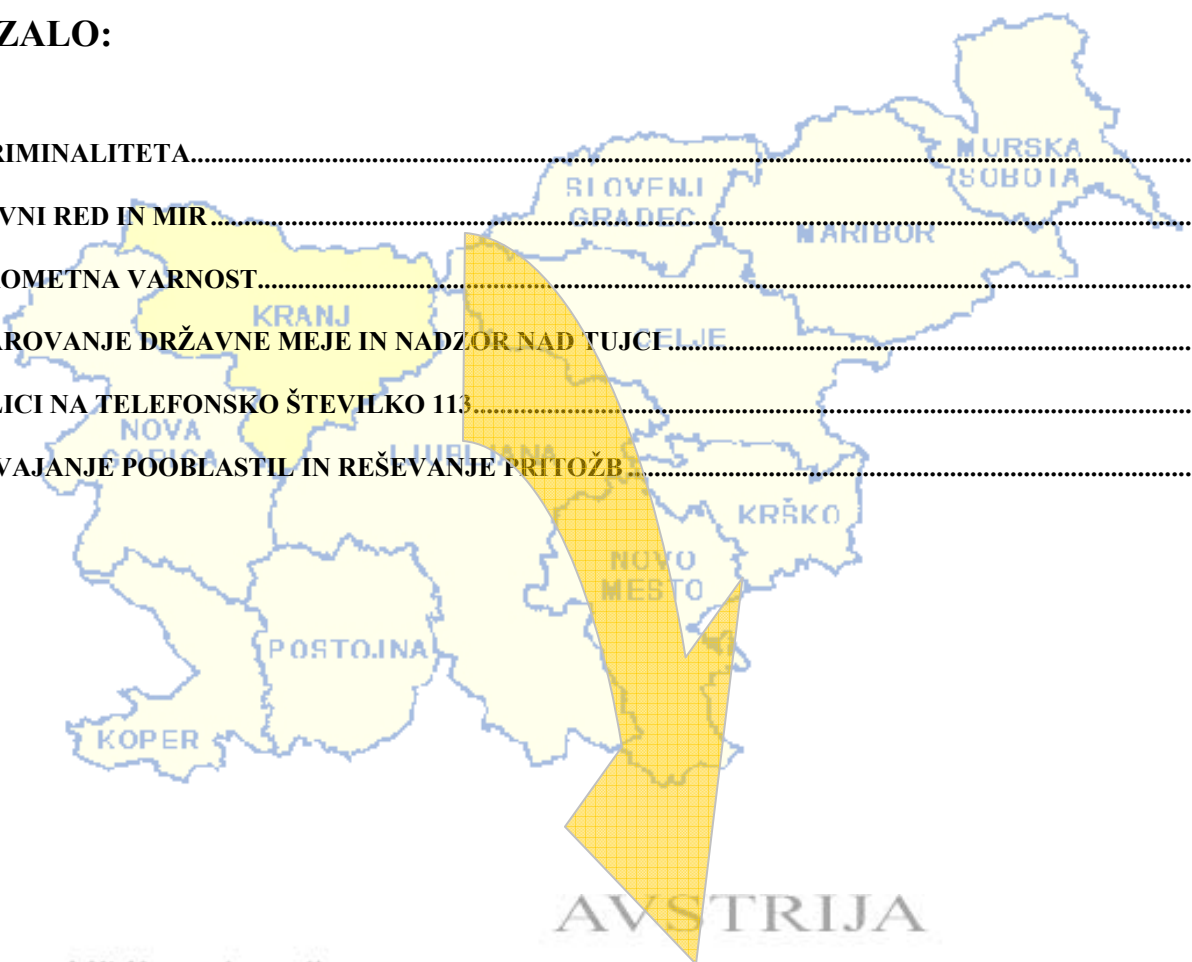 ZALO:
RIMINALITETA
VNI RED IN MIR
OMETNA VARNOST
AROVANJE DRŽAVNE MEJE IN NADZOR NAD TUJCI
LICI NA TELEFONSKO ŠTEVILKO 113
VAJANJE POOBLASTIL IN REŠEVANJE PRITOŽB
MURSKA
SOBOTA
SLOVENJ
GRADEC
MARIBOR
KRANJ
CELJE
NOVA
GORICA
LJUBLJANA
KRŠKO
NOVO
MESTO
POSTOJNA
KOPER
AVSTRIJA